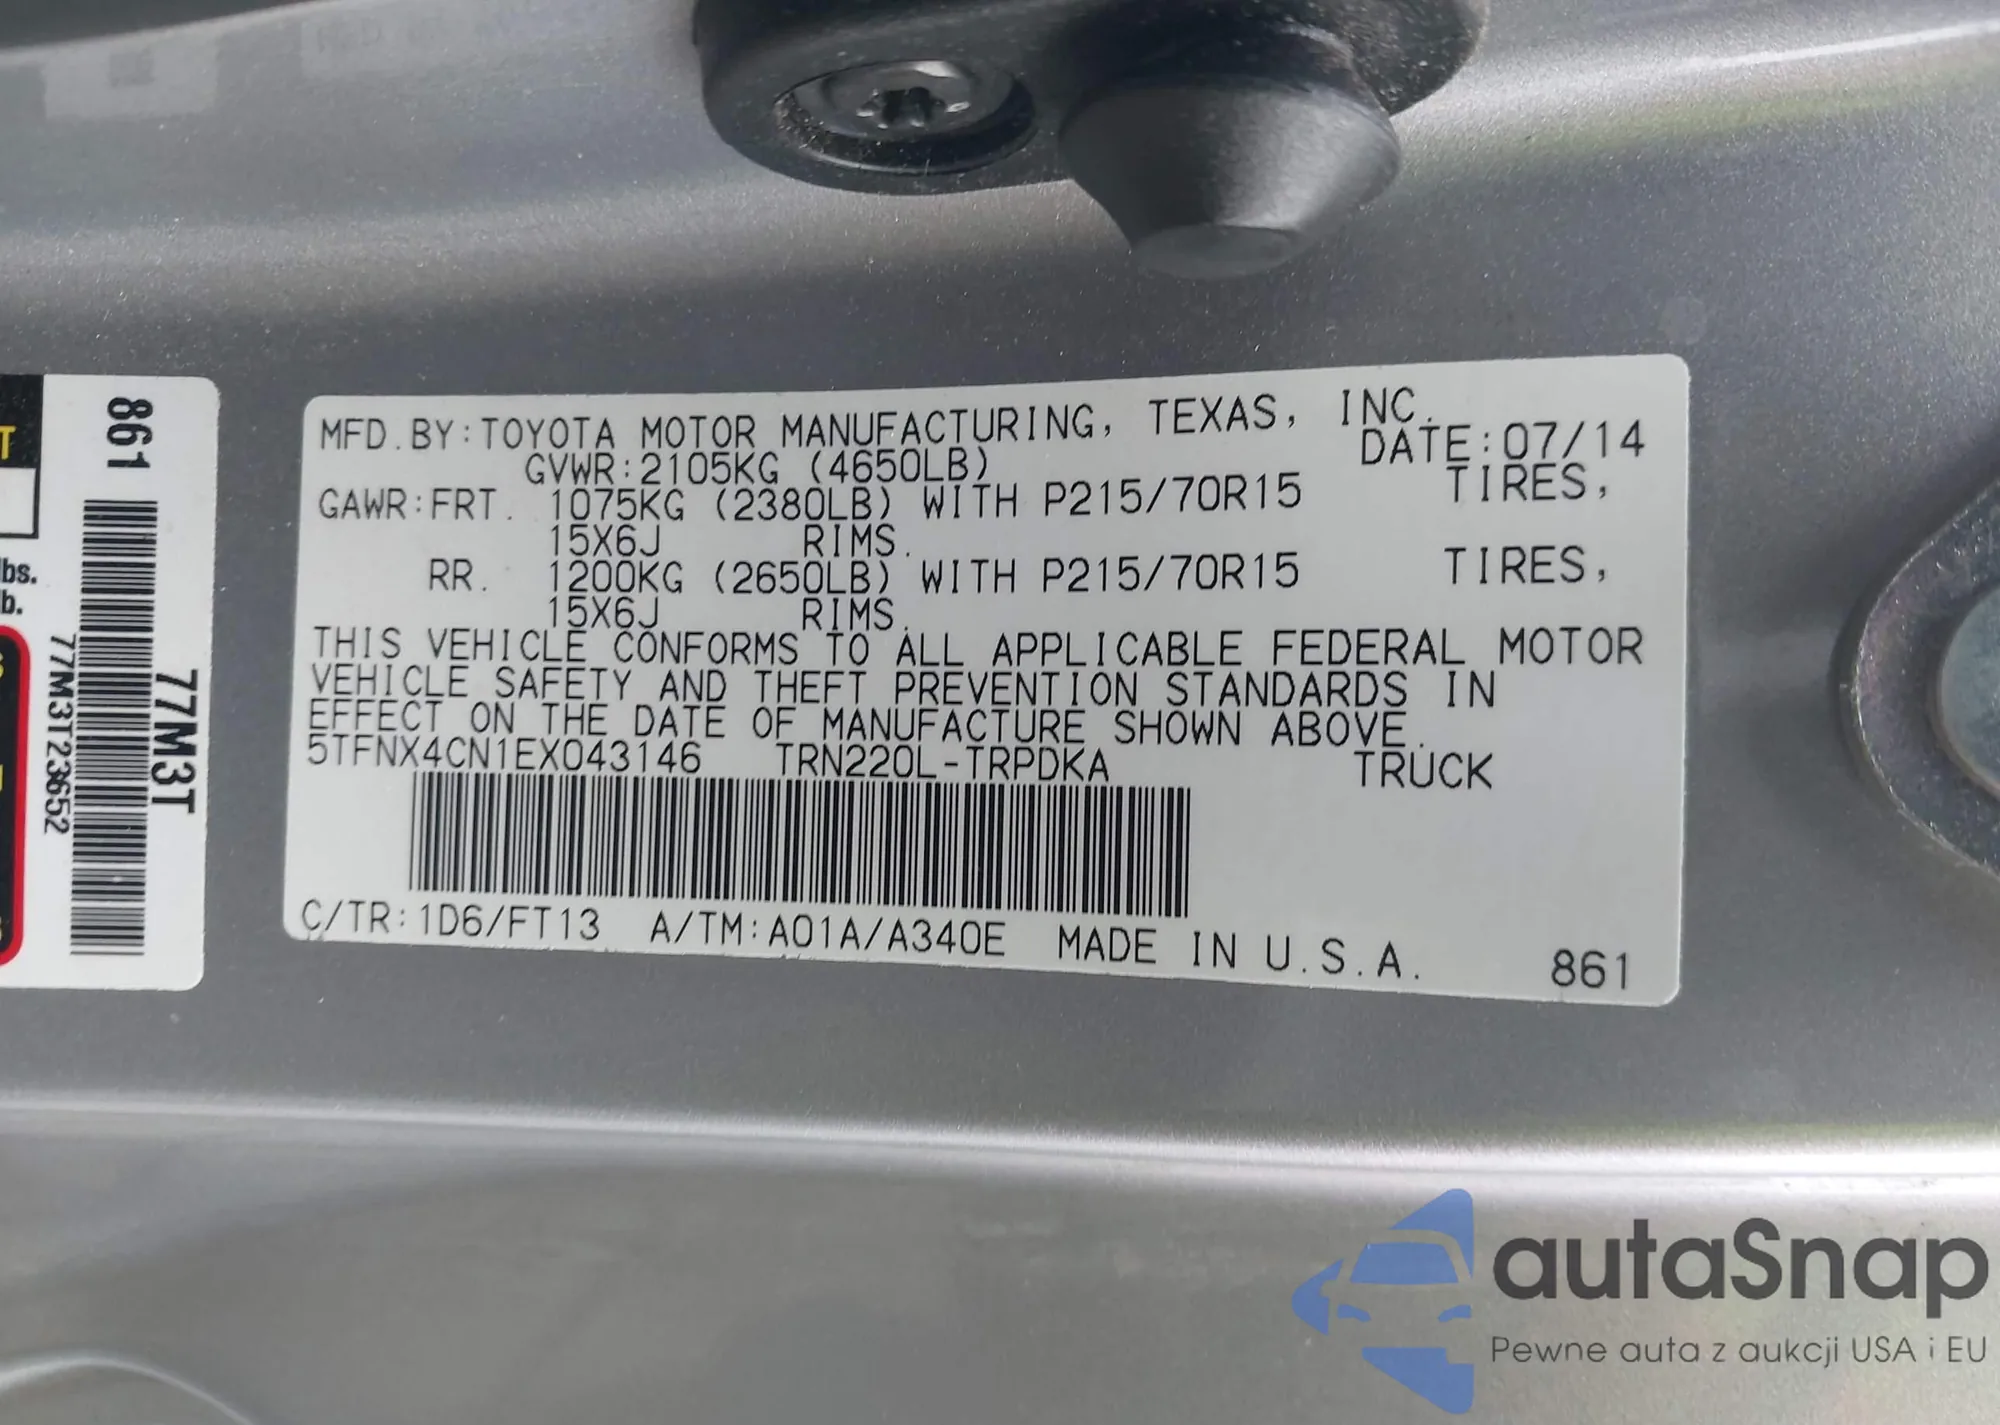 T
lbs.
lb.
861
77M3T
77M3T23652
MFD.BY:TOYOTA MOTOR MANUFACTURING, TEXAS, INC.
GVWR:2105KG (4650LB) DATE:07/14
GAWR:FRT. 1075KG (2380LB) WITH P215/70R15 TIRES,
15X6J RIMS.
RR. 1200KG (2650LB) WITH P215/70R15 TIRES,
15X6J RIMS.
THIS VEHICLE CONFORMS TO ALL APPLICABLE FEDERAL MOTOR
VEHICLE SAFETY AND THEFT PREVENTION STANDARDS IN
EFFECT ON THE DATE OF MANUFACTURE SHOWN ABOVE.
5TFNX4CN1EX043146 TRN220L-TRPDKA TRUCK
C/TR:1D6/FT13 A/TM:A01A/A340E MADE IN U.S.A. 861
autaSnap
Pewne auta z aukcji USA i EU